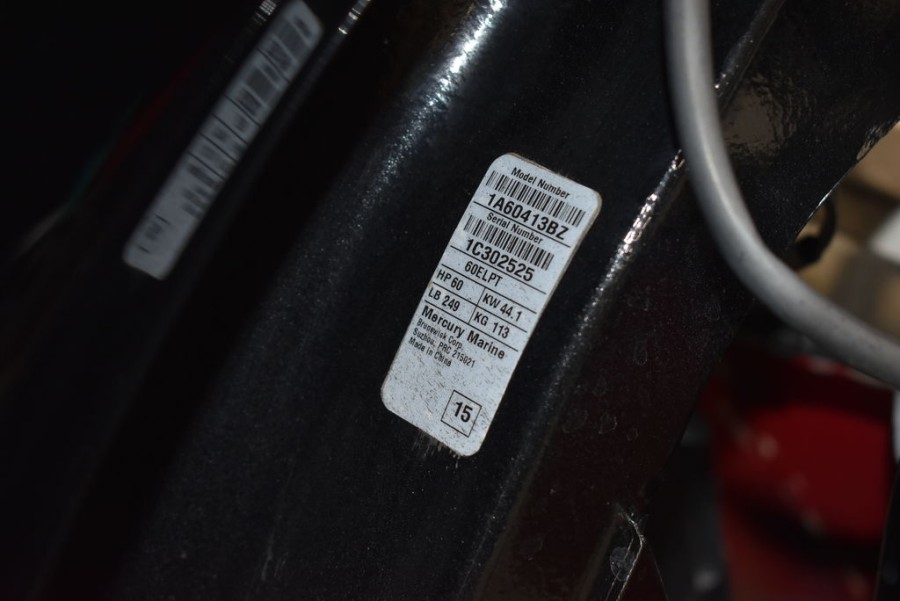 Model Number
1A60413BZ
Serial Number
1C302525
60ELPT
HP 60 KW 44.1
LB 249 KG 113
Mercury Marine
Brunswick Corp.
Suzhou, PRC 215021
Made in China
15